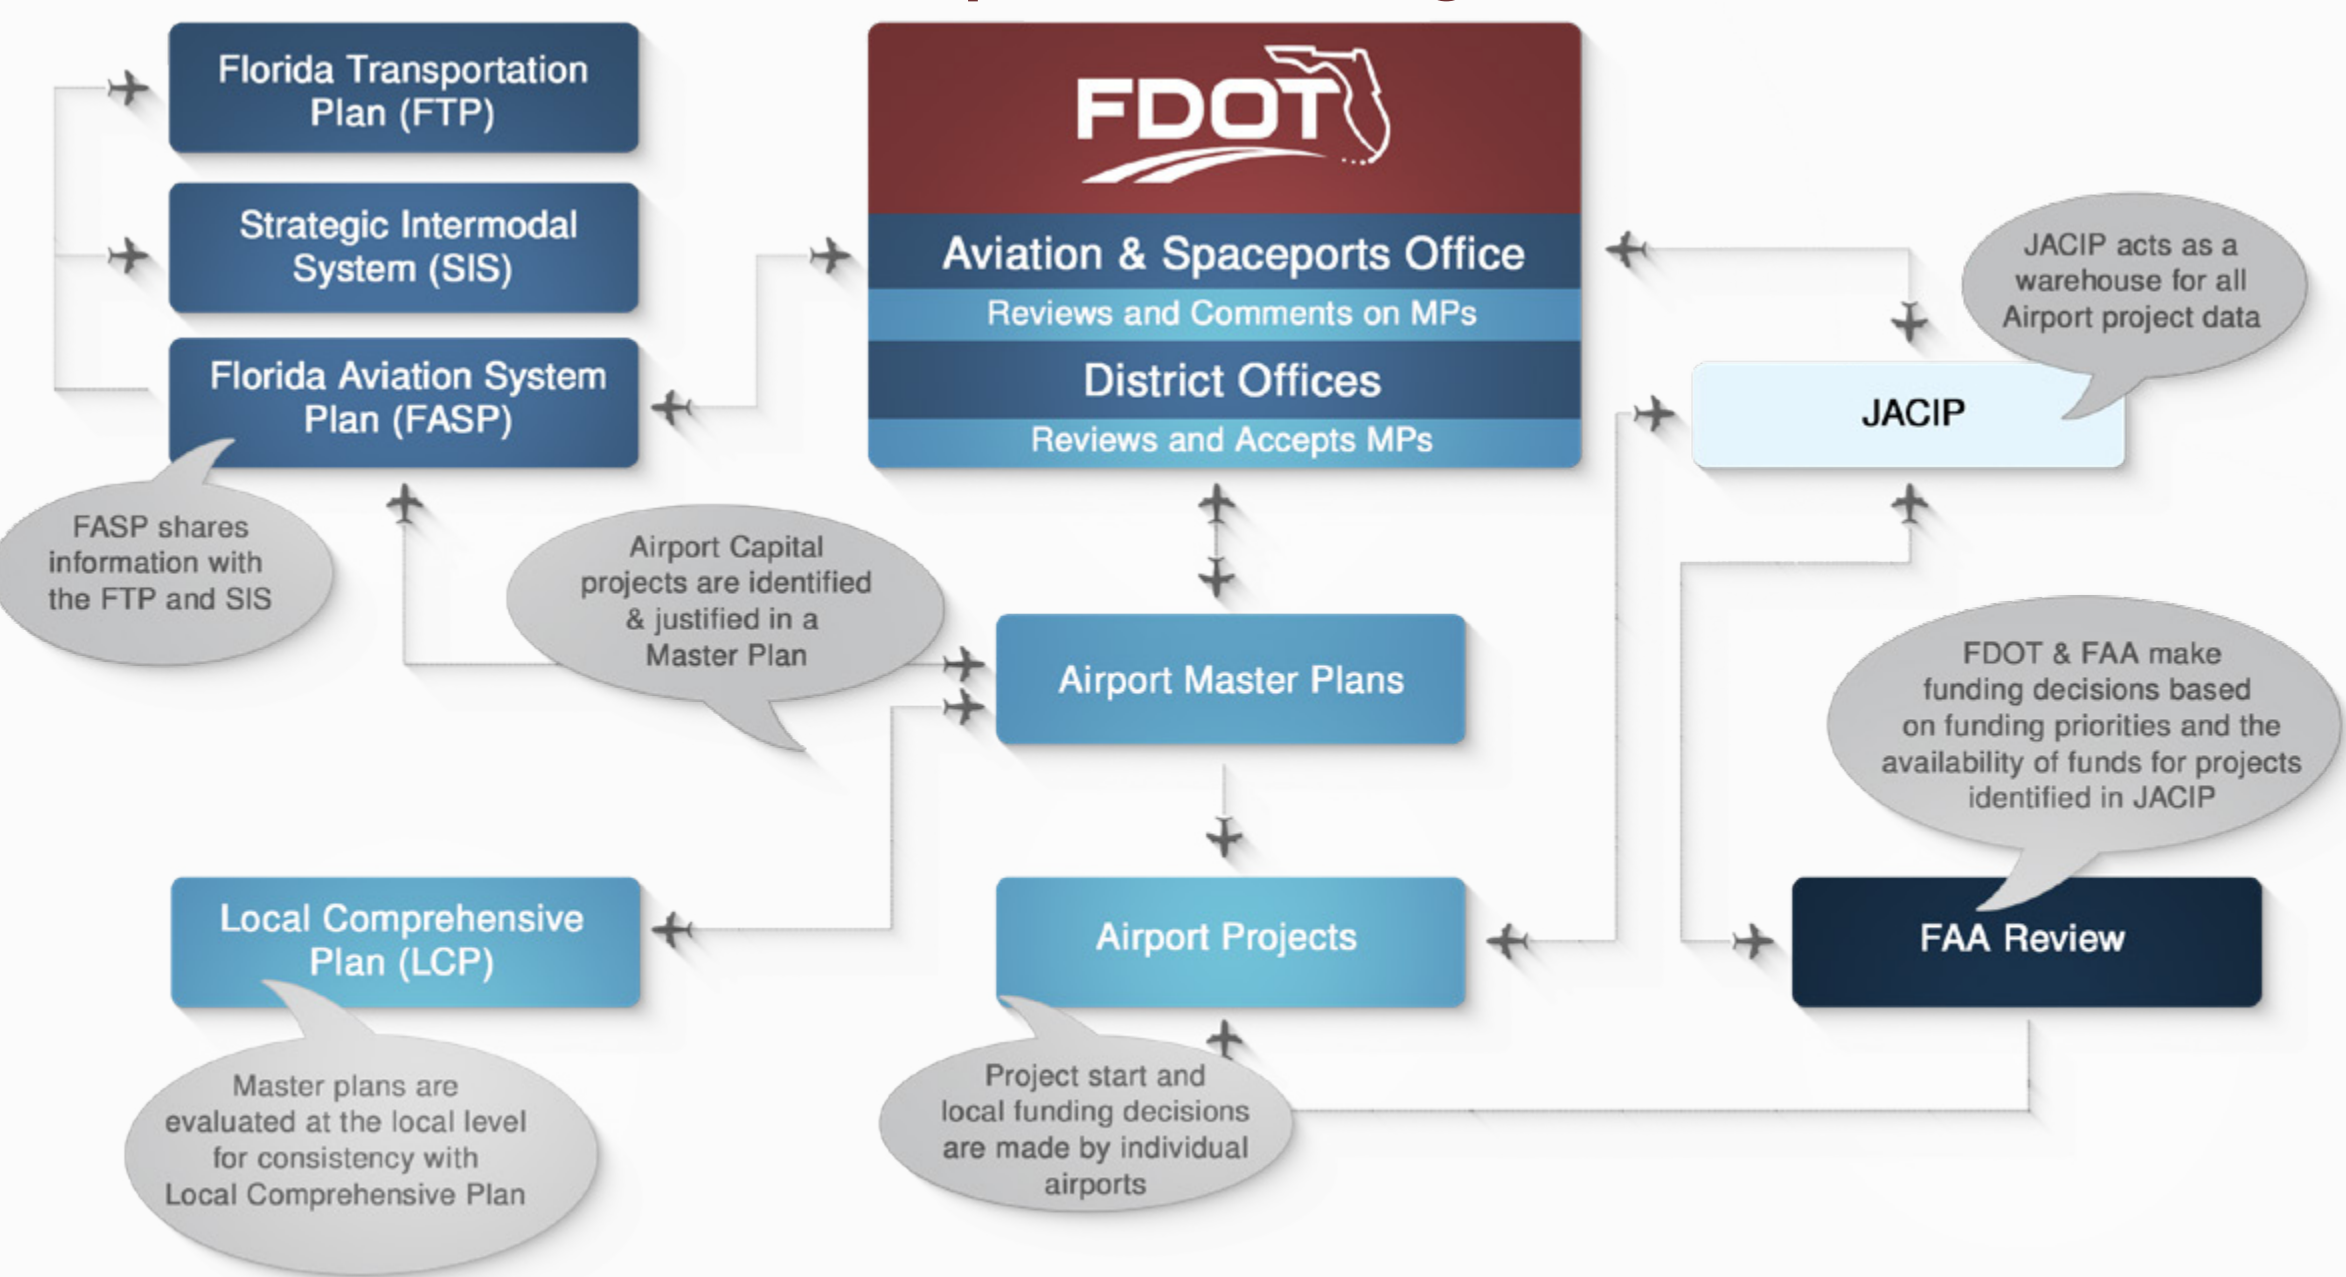 Florida Transportation
Plan (FTP)
Strategic Intermodal
System (SIS)
Florida Aviation System
Plan (FASP)
FASP shares
information with
the FTP and SIS
FDOT
Aviation & Spaceports Office
Reviews and Comments on MPs
District Offices
Reviews and Accepts MPs
JACIP acts as a
warehouse for all
Airport project data
JACIP
Airport Capital
projects are identified
& justified in a
Master Plan
Airport Master Plans
FDOT & FAA make
funding decisions based
on funding priorities and the
availability of funds for projects
identified in JACIP
Local Comprehensive
Plan (LCP)
Airport Projects
FAA Review
Master plans are
evaluated at the local level
for consistency with
Local Comprehensive Plan
Project start and
local funding decisions
are made by individual
airports